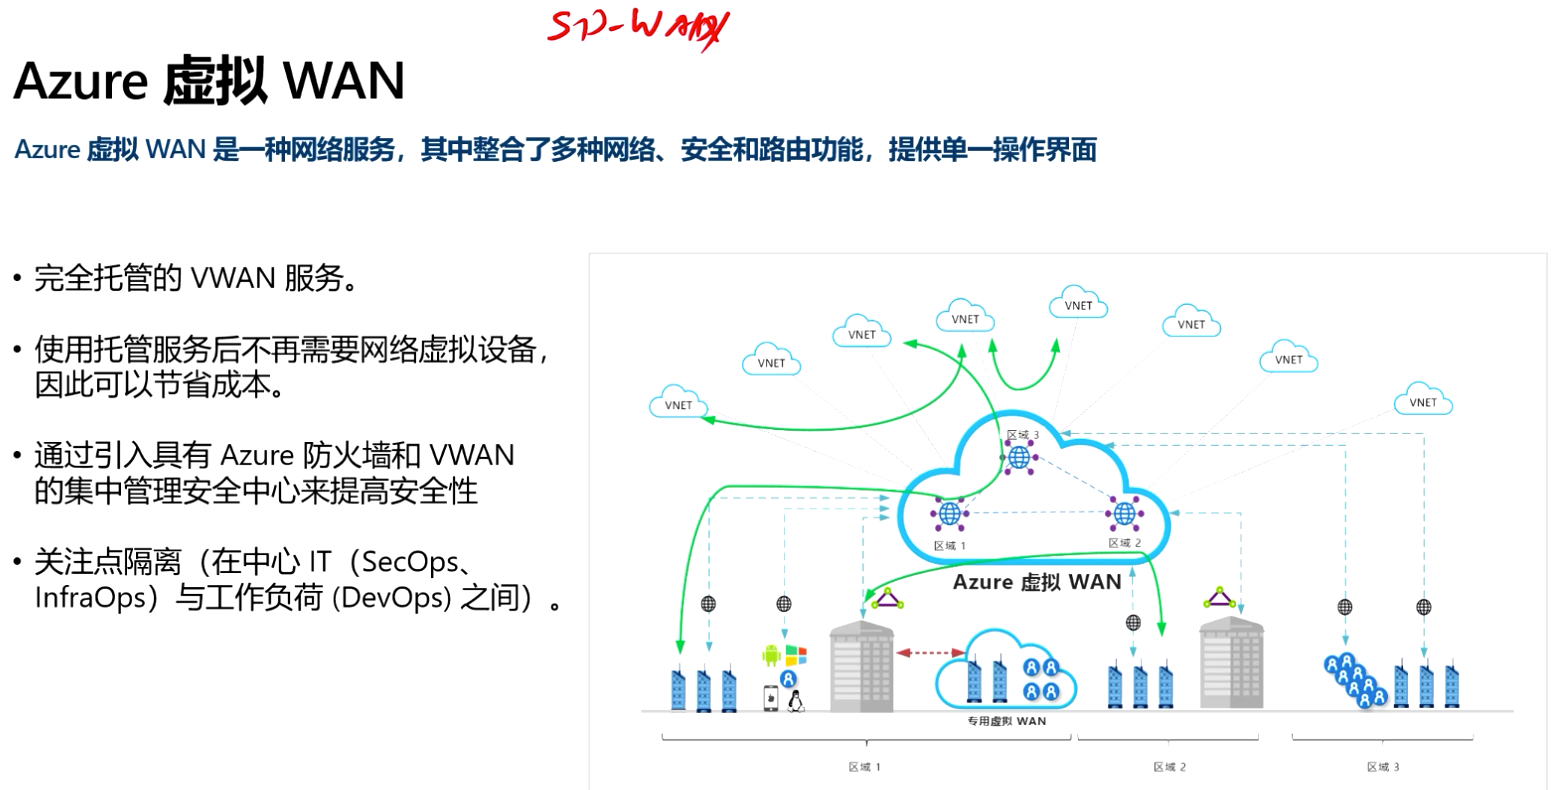 SD-WAN
Azure 虚拟 WAN
Azure 虚拟 WAN 是一种网络服务，其中整合了多种网络、安全和路由功能，提供单一操作界面
• 完全托管的 VWAN 服务。
• 使用托管服务后不再需要网络虚拟设备，
因此可以节省成本。
• 通过引入具有 Azure 防火墙和 VWAN
的集中管理安全中心来提高安全性
• 关注点隔离（在中心 IT（SecOps、
InfraOps）与工作负荷 (DevOps) 之间）。
VNET
VNET
VNET
VNET
VNET
VNET
VNET
VNET
区域 3
区域 1
区域 2
Azure 虚拟 WAN
专用虚拟 WAN
区域 1
区域 2
区域 3